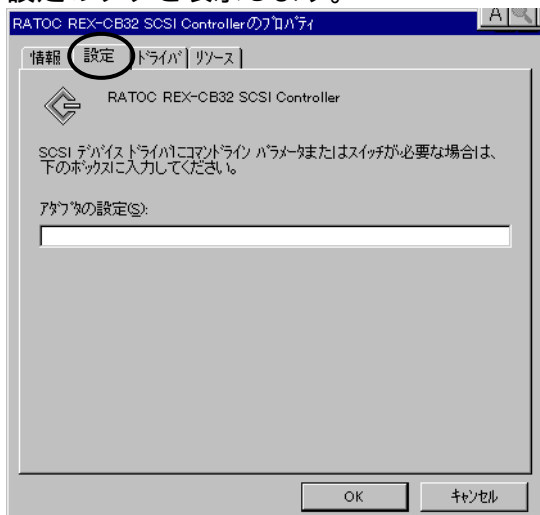 RATOC REX-CB32 SCSI Controllerのﾌﾟﾛﾊﾟﾃｨ
A
情報 設定 ﾄﾞﾗｲﾊﾞ ﾘｿｰｽ
RATOC REX-CB32 SCSI Controller
SCSI ﾃﾞﾊﾞｲｽ ﾄﾞﾗｲﾊﾞにｺﾏﾝﾄﾞﾗｲﾝ ﾊﾟﾗﾒｰﾀまたはｽｲｯﾁが必要な場合は、
下のﾎﾞｯｸｽに入力してください。
ｱﾀﾞﾌﾟﾀの設定(S):
OK ｷｬﾝｾﾙ